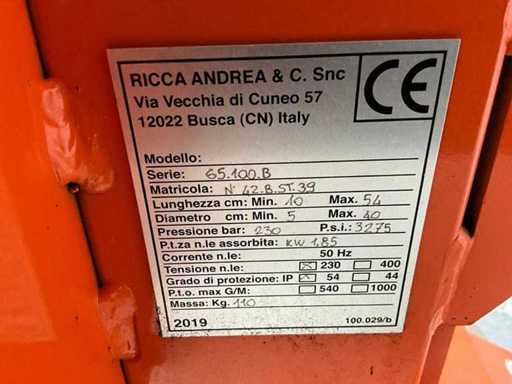 RICCA ANDREA & C. Snc
Via Vecchia di Cuneo 57
12022 Busca (CN) Italy
CE
Modello:
Serie: 65.100.B
Matricola: N° 42.B.ST.39
Lunghezza cm: Min. 10 Max. 54
Diametro cm: Min. 5 Max. 40
Pressione bar: 230 P.s.i.: 3275
P.t.za n.le assorbita: KW 1,85
Corrente n.le: 50 Hz
Tensione n.le: 230 400
Grado di protezione: IP 54 44
P.t.o. max G/M: 540 1000
Massa: Kg. 110
2019 100.029/b